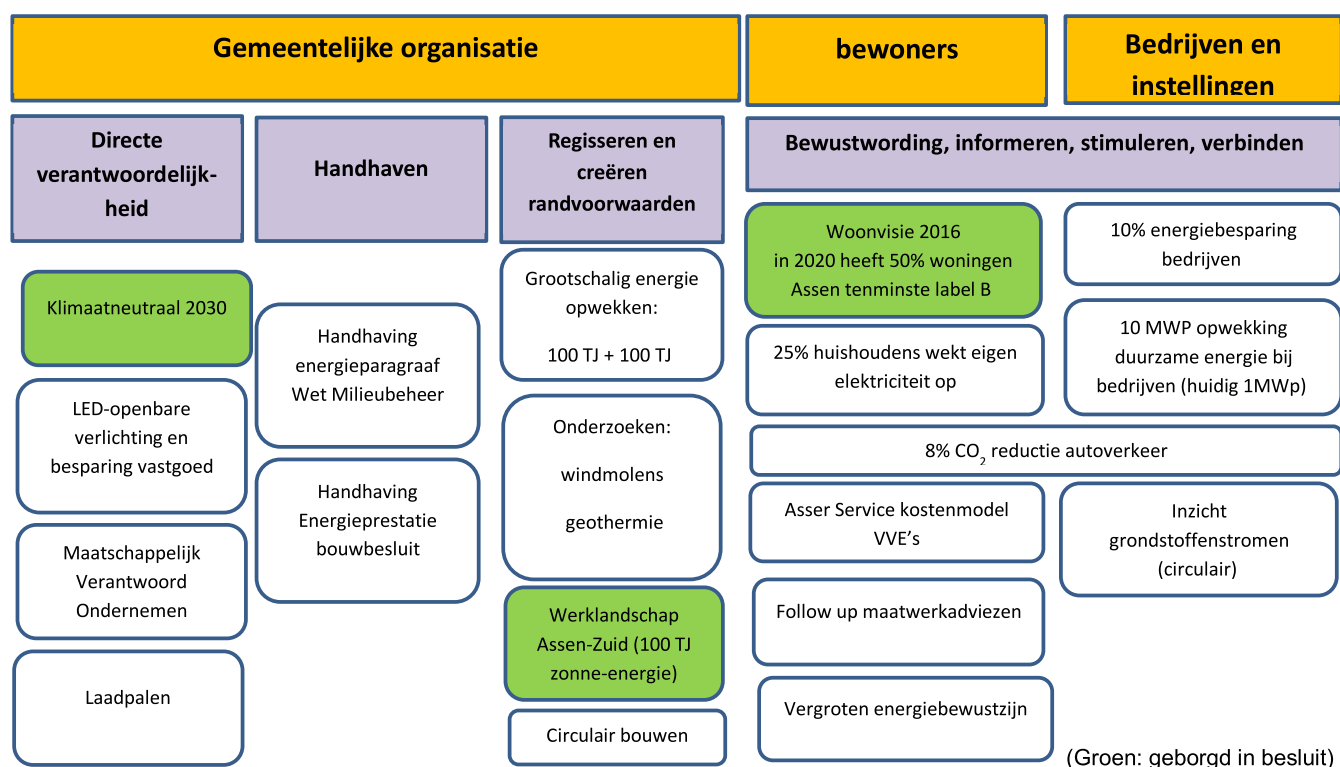 Gemeentelijke organisatie
bewoners
Bedrijven en
instellingen
Directe
verantwoordelijk-
heid
Handhaven
Regisseren en
creëren
randvoorwaarden
Bewustwording, informeren, stimuleren, verbinden
Klimaatneutraal 2030
LED-openbare
verlichting en
besparing vastgoed
Maatschappelijk
Verantwoord
Ondernemen
Laadpalen
Handhaving
energieparagraaf
Wet Milieubeheer
Handhaving
Energieprestatie
bouwbesluit
Grootschalig energie
opwekken:
100 TJ + 100 TJ
Onderzoeken:
windmolens
geothermie
Werklandschap
Assen-Zuid (100 TJ
zonne-energie)
Circulair bouwen
Woonvisie 2016
in 2020 heeft 50% woningen
Assen tenminste label B
25% huishoudens wekt eigen
elektriciteit op
8% CO₂ reductie autoverkeer
Asser Service kostenmodel
VVE's
Follow up maatwerkadviezen
Vergroten energiebewustzijn
10% energiebesparing
bedrijven
10 MWP opwekking
duurzame energie bij
bedrijven (huidig 1MWp)
Inzicht
grondstoffenstromen
(circulair)
(Groen: geborgd in besluit)